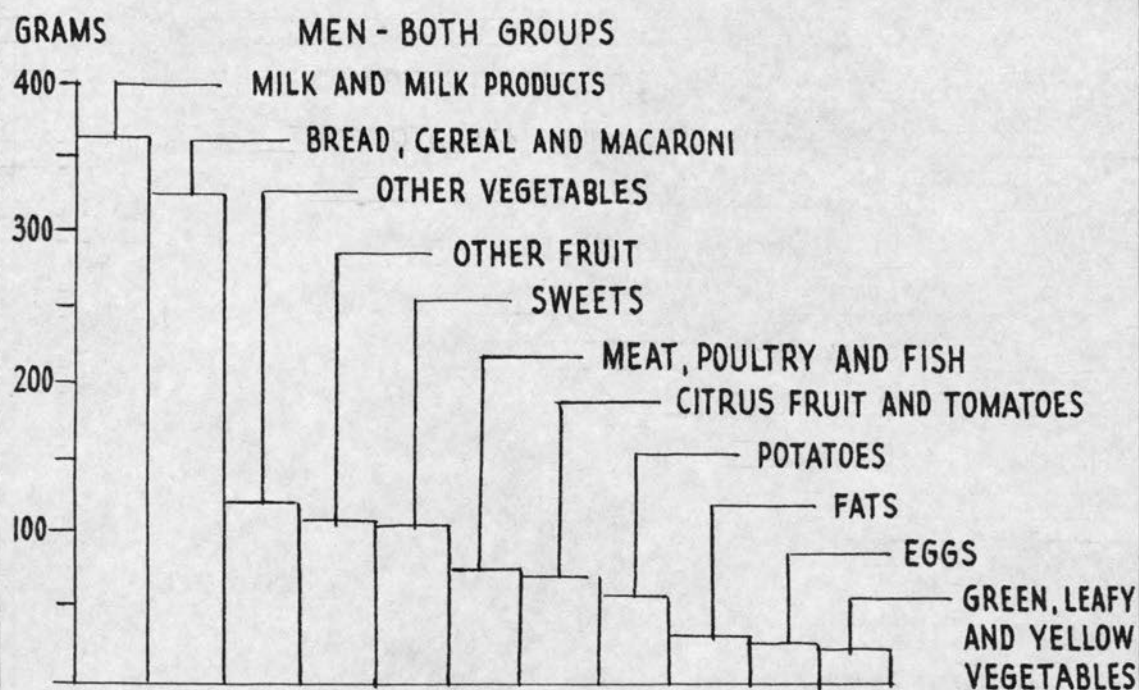 GRAMS
MEN - BOTH GROUPS
400
MILK AND MILK PRODUCTS
BREAD, CEREAL AND MACARONI
OTHER VEGETABLES
300
OTHER FRUIT
SWEETS
MEAT, POULTRY AND FISH
200
CITRUS FRUIT AND TOMATOES
POTATOES
FATS
100
EGGS
GREEN, LEAFY
AND YELLOW
VEGETABLES